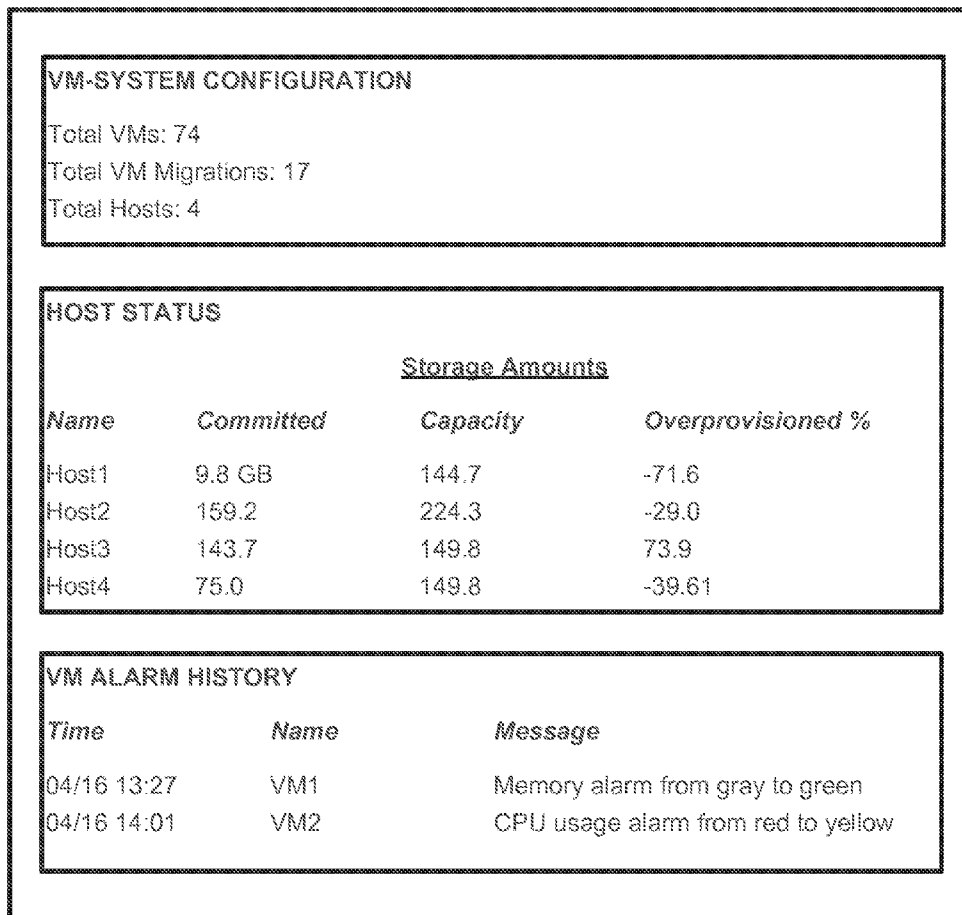 VM-SYSTEM CONFIGURATION
Total VMs: 74
Total VM Migrations: 17
Total Hosts: 4
HOST STATUS
Storage Amounts
Name Committed Capacity Overprovisioned %
Host1 9.8 GB 144.7 -71.6
Host2 159.2 224.3 -29.0
Host3 143.7 149.8 73.9
Host4 75.0 149.8 -39.61
VM ALARM HISTORY
Time Name Message
04/16 13:27 VM1 Memory alarm from gray to green
04/16 14:01 VM2 CPU usage alarm from red to yellow